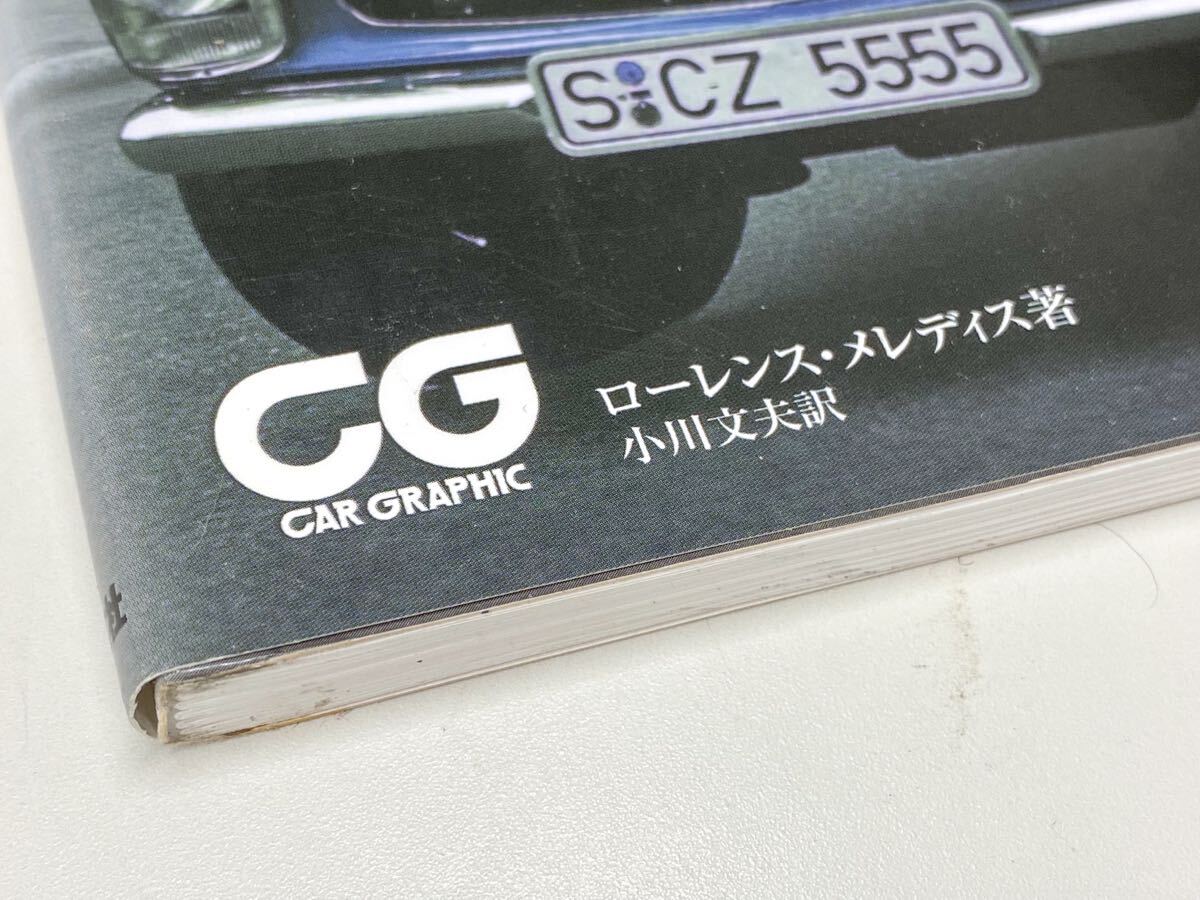 S CZ 5555
CG
CAR GRAPHIC
ローレンス・メレディス著
小川文夫訳
社